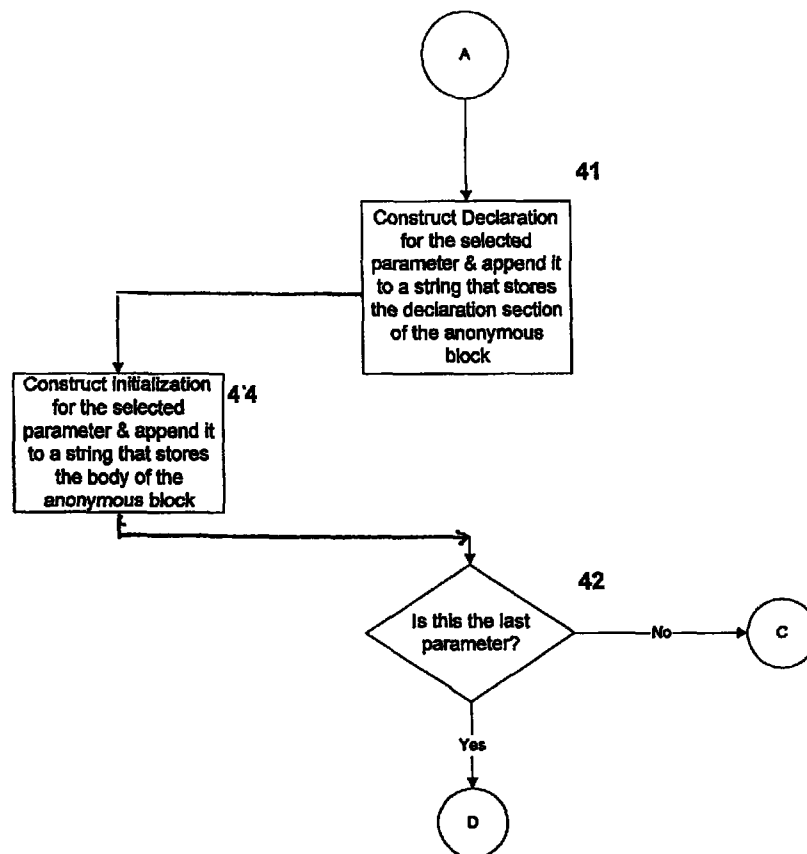 A
41
Construct Declaration
for the selected
parameter & append it
to a string that stores
the declaration section
of the anonymous
block
Construct initialization
for the selected
parameter & append it
to a string that stores
the body of the
anonymous block
44
42
Is this the last
parameter?
No
C
Yes
D